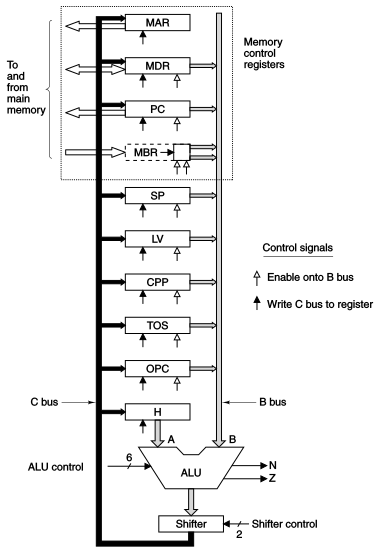 To
and
from
main
memory
MAR
MDR
PC
MBR
SP
LV
CPP
TOS
OPC
H
Memory
control
registers
Control signals
Enable onto B bus
Write C bus to register
C bus
B bus
A
B
ALU control
6
ALU
N
Z
Shifter
Shifter control
2